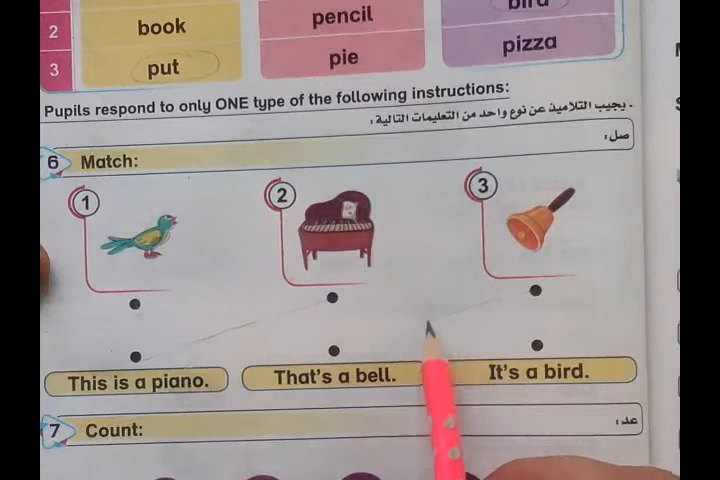 bird
2 book pencil pizza
3 put pie
Pupils respond to only ONE type of the following instructions:
- يجيب التلاميذ عن نوع واحد من التعليمات التالية :
6 Match: صل:
1 2 3
This is a piano. That's a bell. It's a bird.
7 Count: عد: